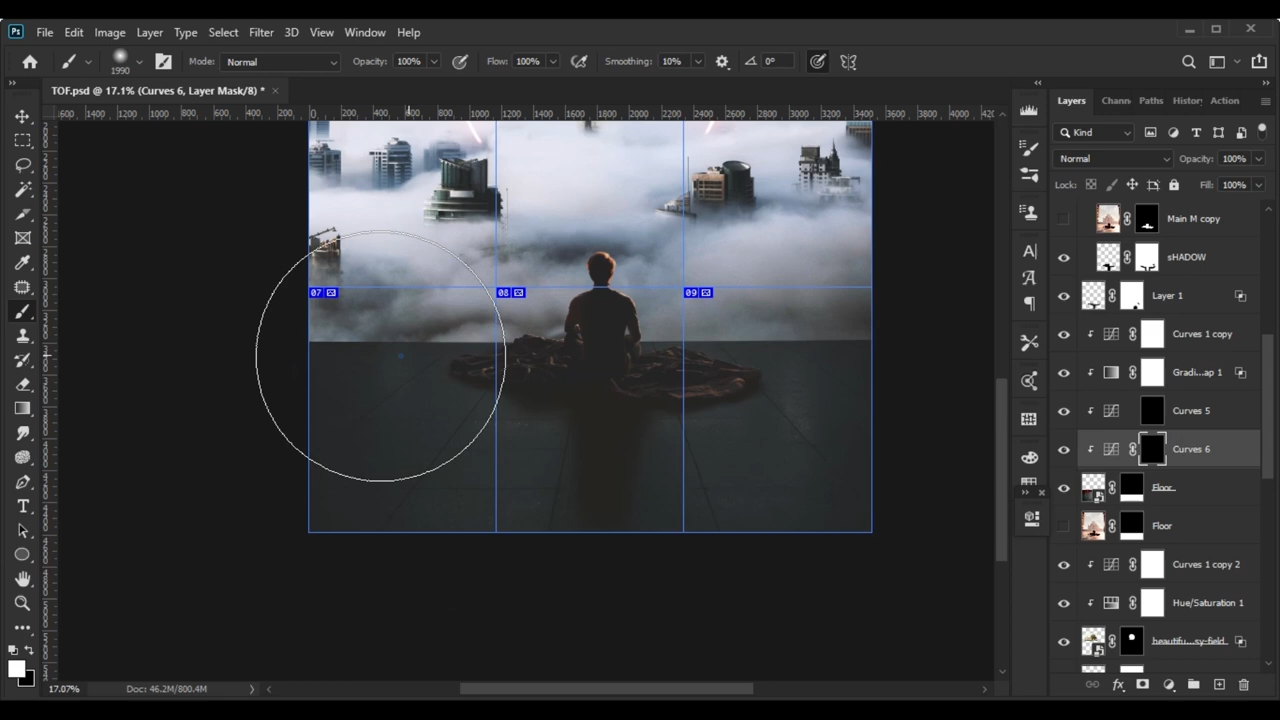 Ps File Edit Image Layer Type Select Filter 3D View Window Help
1990 Mode: Normal Opacity: 100% Flow: 100% Smoothing: 10% 0°
TOF.psd @ 17.1% (Curves 6, Layer Mask/8) * ×
1400 1200 1000 800 600 400 200 0 200 400 600 800 1000 1200 1400 1600 1800 2000 2200 2400 2600 2800 3000 3200 3400 3600 3800 4000
Layers Chann Paths Histor Action
Kind
Normal Opacity: 100%
Lock: Fill: 100%
Main M copy
sHADOW
07 08 09
Layer 1
Curves 1 copy
Gradi...ap 1
Curves 5
Curves 6
Floor
Floor
Curves 1 copy 2
Hue/Saturation 1
beautifu...sy-field
17.07% Doc: 46.2M/800.4M
fx